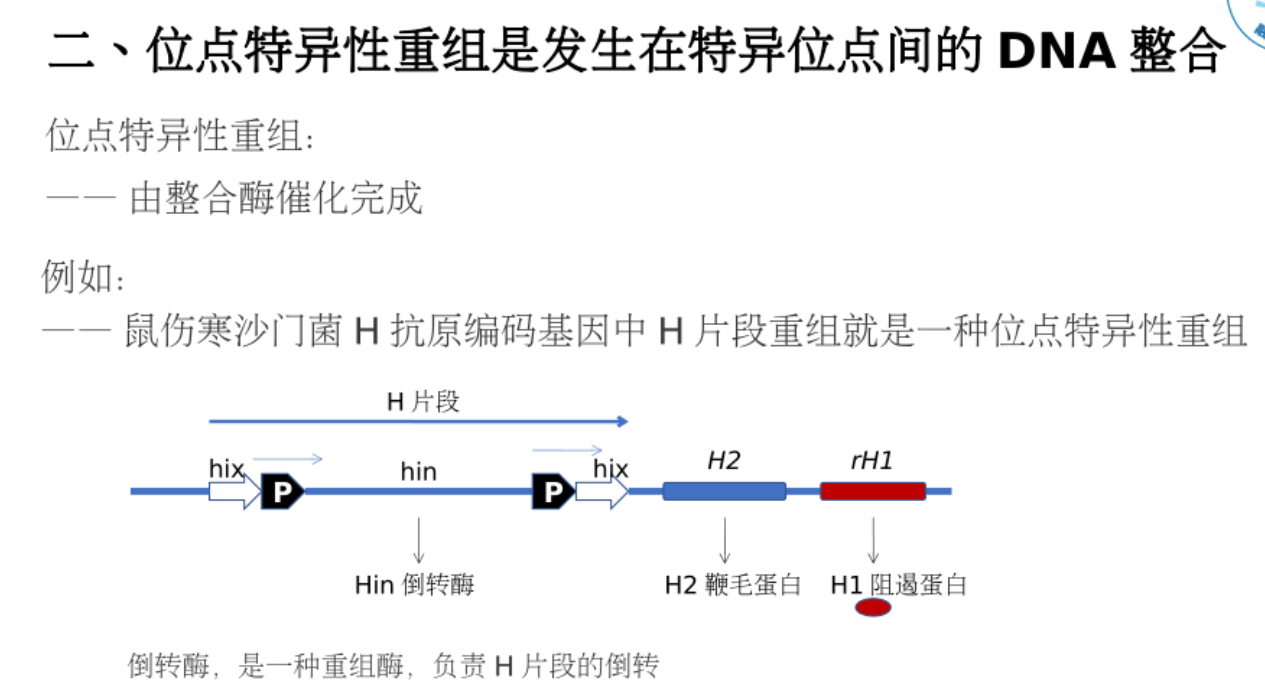 二、位点特异性重组是发生在特异位点间的 DNA 整合
位点特异性重组:
—— 由整合酶催化完成
例如:
—— 鼠伤寒沙门菌 H 抗原编码基因中 H 片段重组就是一种位点特异性重组
H 片段
hix
P
hin
P
hix
H2
rH1
Hin 倒转酶
H2 鞭毛蛋白
H1 阻遏蛋白
倒转酶，是一种重组酶，负责 H 片段的倒转